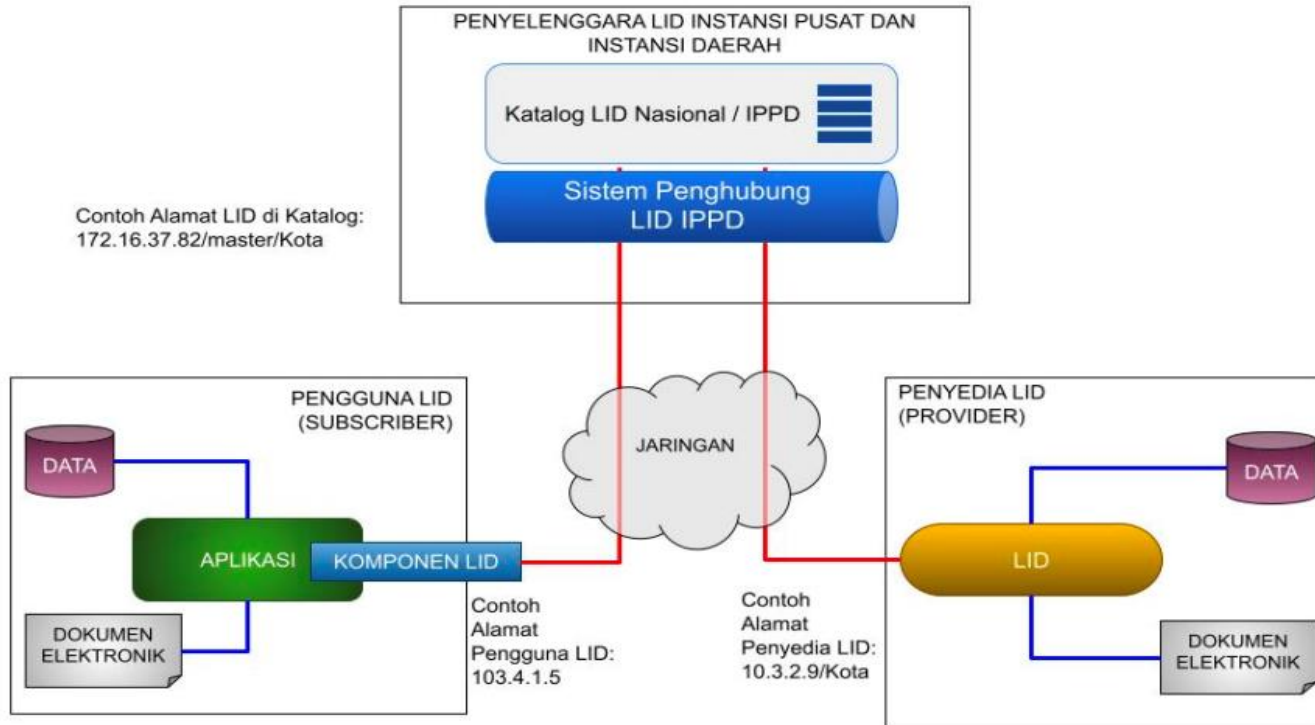 PENYELENGGARA LID INSTANSI PUSAT DAN
INSTANSI DAERAH
Katalog LID Nasional / IPPD
Sistem Penghubung
LID IPPD
Contoh Alamat LID di Katalog:
172.16.37.82/master/Kota
PENGGUNA LID
(SUBSCRIBER)
DATA
APLIKASI
KOMPONEN LID
DOKUMEN
ELEKTRONIK
Contoh
Alamat
Pengguna LID:
103.4.1.5
JARINGAN
Contoh
Alamat
Penyedia LID:
10.3.2.9/Kota
PENYEDIA LID
(PROVIDER)
DATA
LID
DOKUMEN
ELEKTRONIK